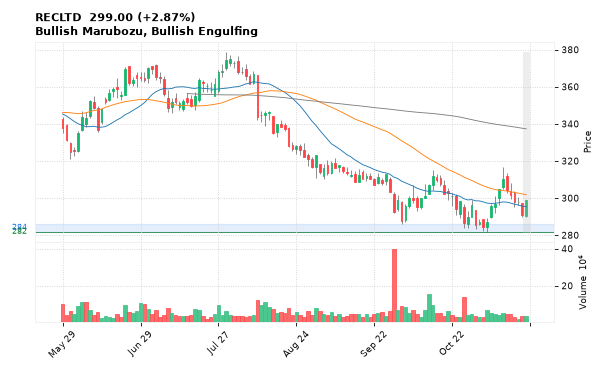 RECLTD 299.00 (+2.87%)
Bullish Marubozu, Bullish Engulfing
380
360
340
320
300
280
Price
284
282
40
20
Volume 10⁴
May 29
Jun 29
Jul 27
Aug 24
Sep 22
Oct 22